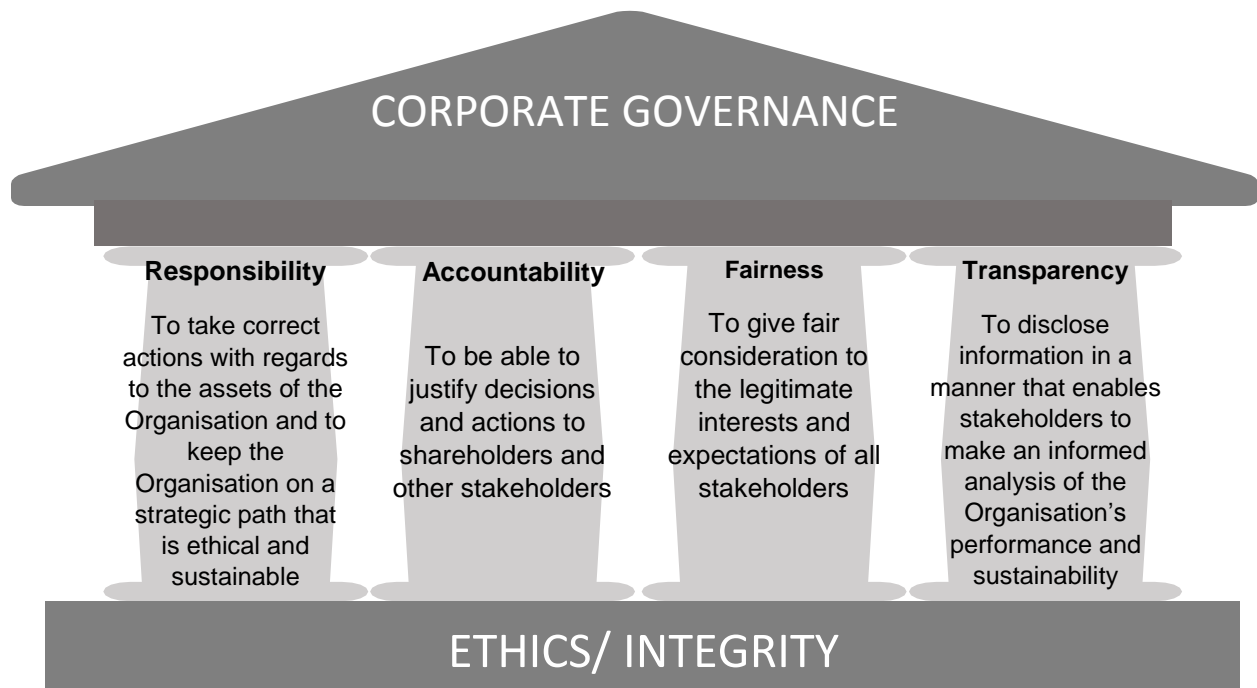 CORPORATE GOVERNANCE
Responsibility
To take correct
actions with regards
to the assets of the
Organisation and to
keep the
Organisation on a
strategic path that
is ethical and
sustainable
Accountability
To be able to
justify decisions
and actions to
shareholders and
other stakeholders
Fairness
To give fair
consideration to
the legitimate
interests and
expectations of all
stakeholders
Transparency
To disclose
information in a
manner that enables
stakeholders to
make an informed
analysis of the
Organisation's
performance and
sustainability
ETHICS/ INTEGRITY